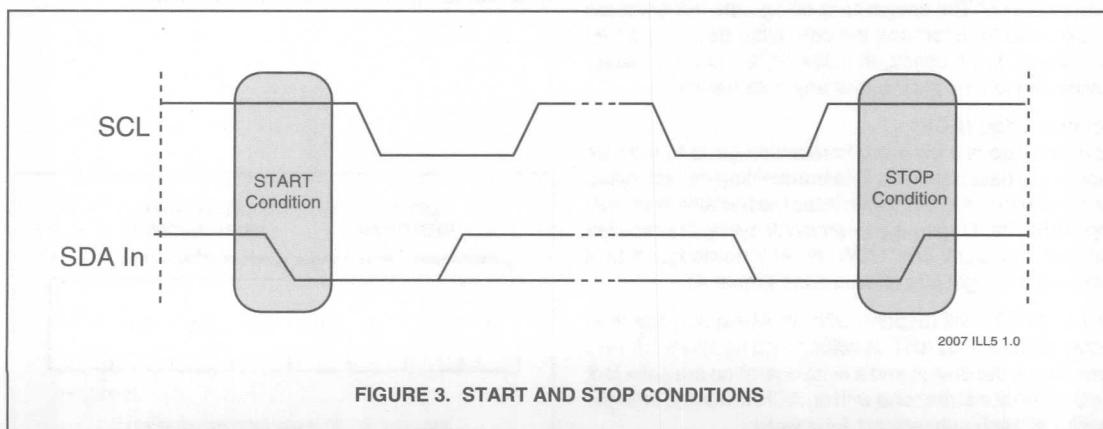 SCL
START
Condition
STOP
Condition
SDA In
2007 ILL5 1.0
FIGURE 3. START AND STOP CONDITIONS